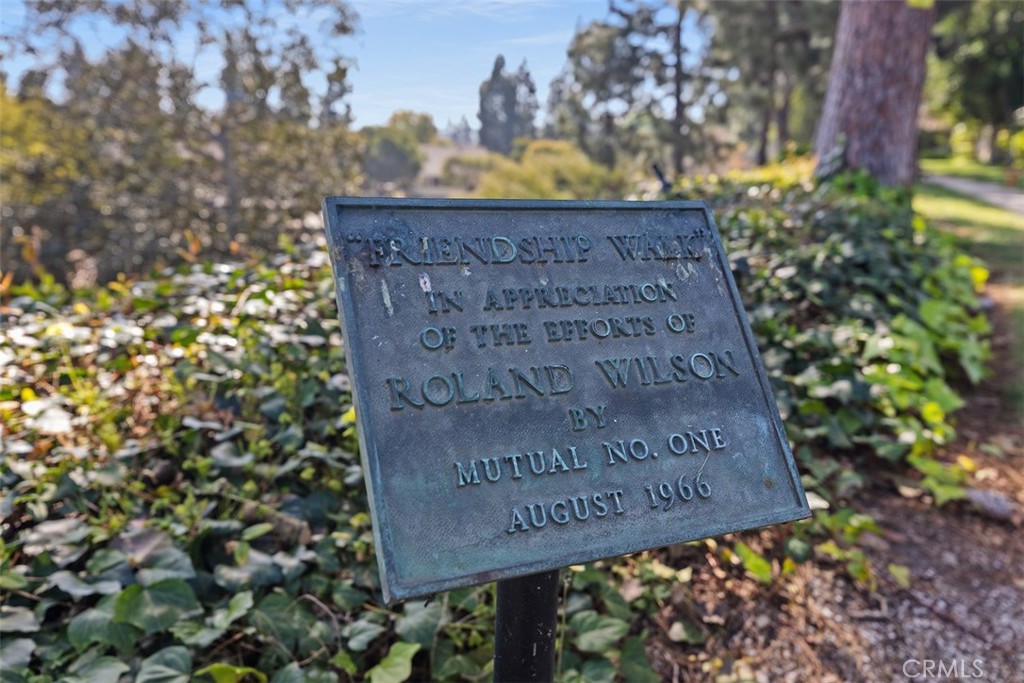 "FRIENDSHIP WALK"
IN APPRECIATION
OF THE EFFORTS OF
ROLAND WILSON
BY
MUTUAL NO. ONE
AUGUST 1966
CRMLS